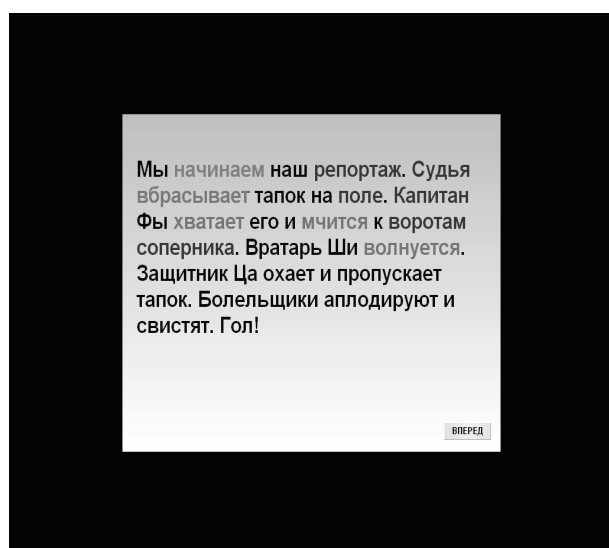 Мы начинаем наш репортаж. Судья
вбрасывает тапок на поле. Капитан
Фы хватает его и мчится к воротам
соперника. Вратарь Ши волнуется.
Защитник Ца охает и пропускает
тапок. Болельщики аплодируют и
свистят. Гол!
ВПЕРЕД